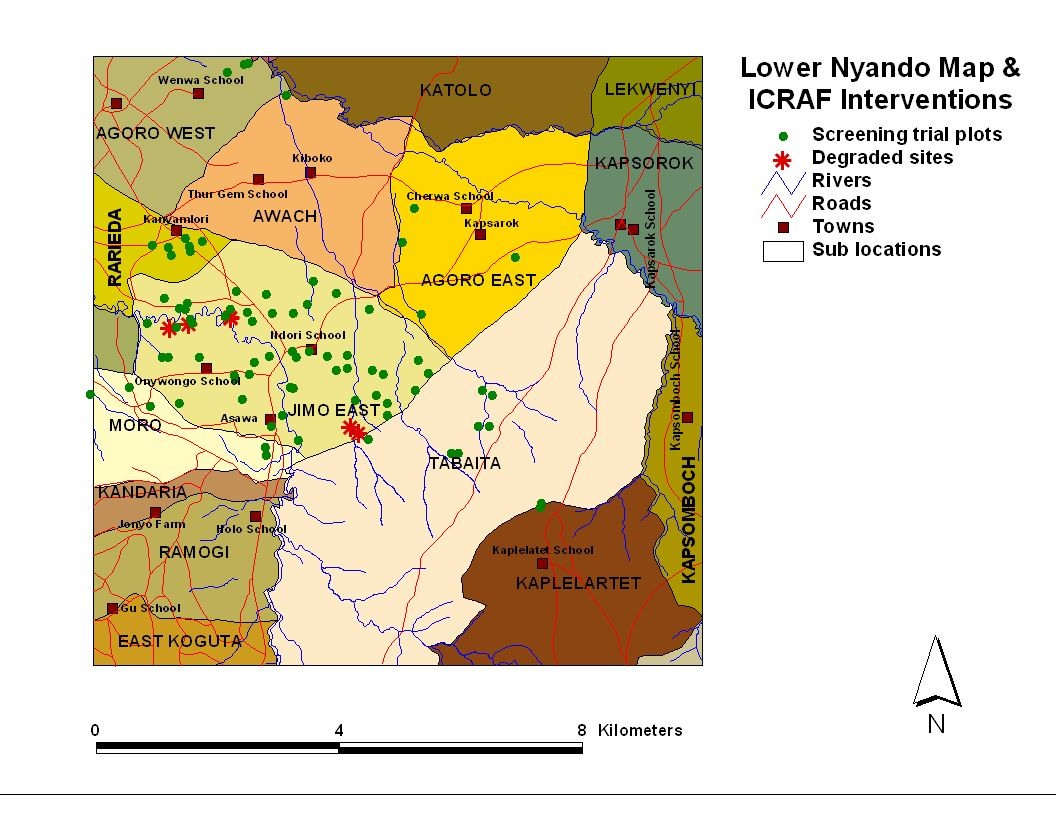 Lower Nyando Map &
ICRAF Interventions
Screening trial plots
Degraded sites
Rivers
Roads
Towns
Sub locations
Wenwa School
KATOLO
LEKWENYI
AGORO WEST
Kiboko
KAPSOROK
Thur Gem School
Cherwa School
Kapsarok School
RARIEDA
Kanyamlori
AWACH
Kapsarok
AGORO EAST
Ndori School
Kapsomboch School
Onywongo School
Asawa
JIMO EAST
MORO
TABAITA
KANDARIA
KAPSOMBOCH
Jonyo Farm
Holo School
RAMOGI
Kaplelatet School
KAPLELARTET
Gu School
EAST KOGUTA
N
0 4 8 Kilometers